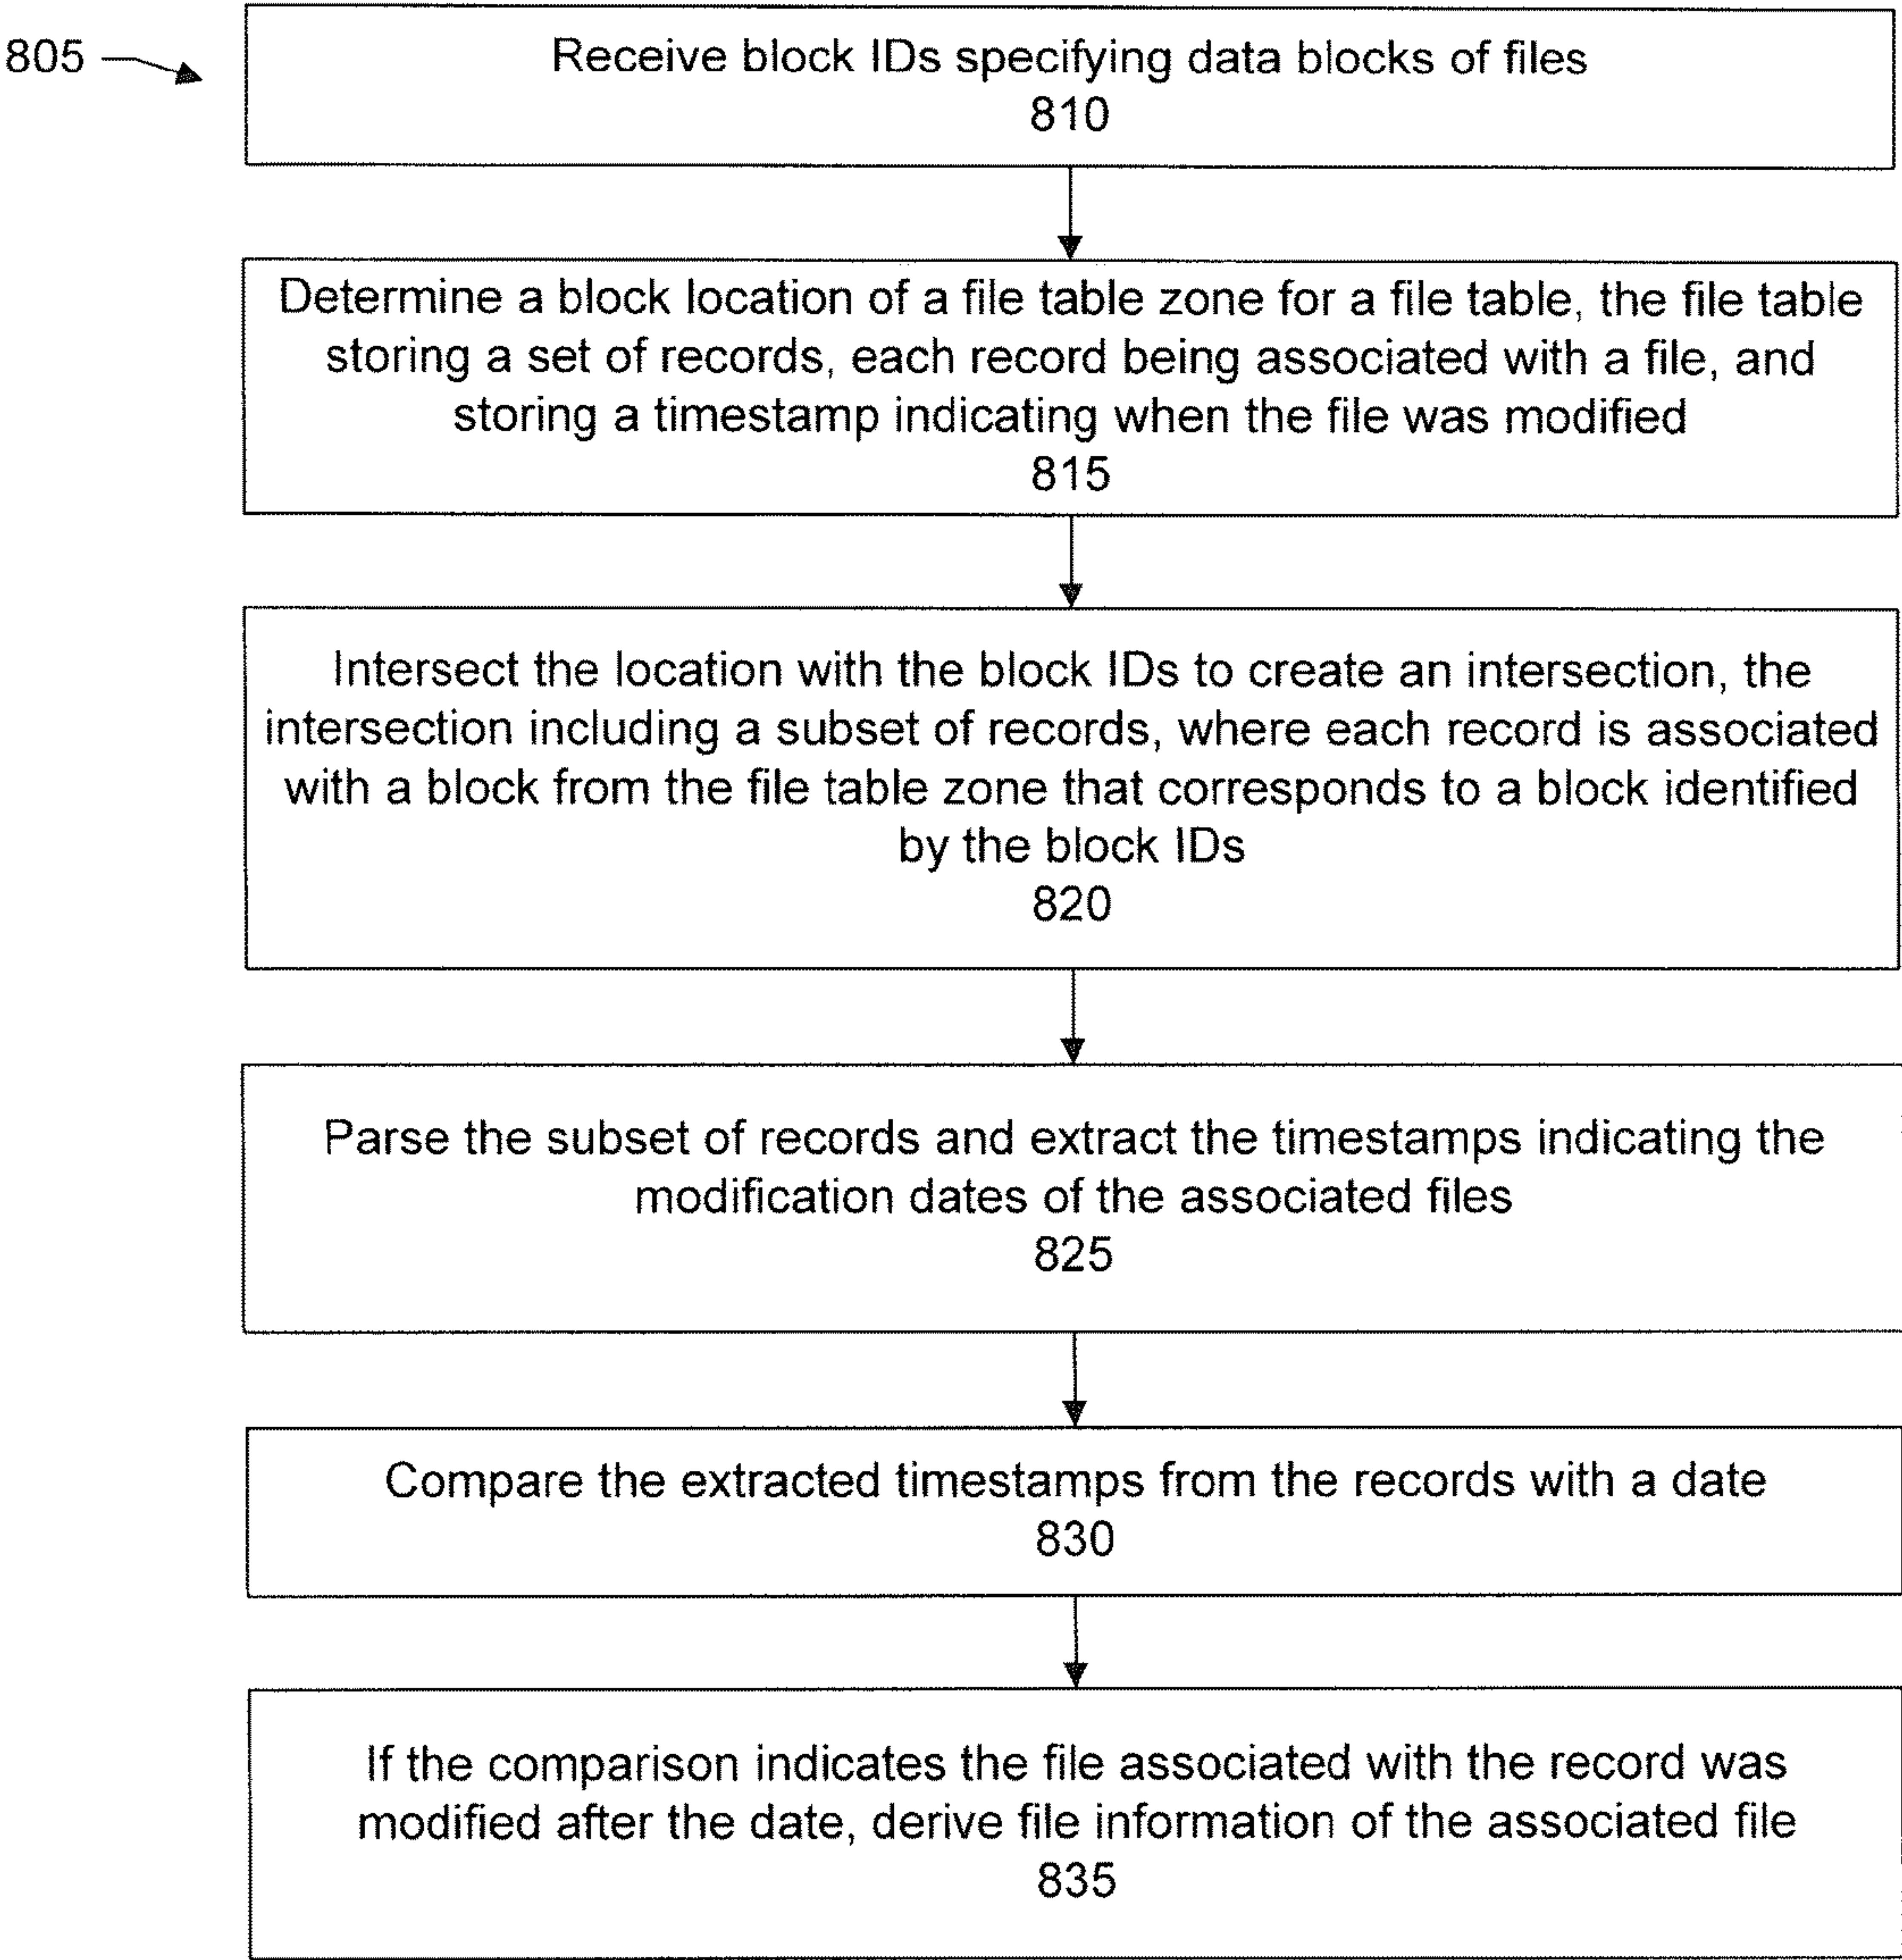 805
Receive block IDs specifying data blocks of files
810
Determine a block location of a file table zone for a file table, the file table
storing a set of records, each record being associated with a file, and
storing a timestamp indicating when the file was modified
815
Intersect the location with the block IDs to create an intersection, the
intersection including a subset of records, where each record is associated
with a block from the file table zone that corresponds to a block identified
by the block IDs
820
Parse the subset of records and extract the timestamps indicating the
modification dates of the associated files
825
Compare the extracted timestamps from the records with a date
830
If the comparison indicates the file associated with the record was
modified after the date, derive file information of the associated file
835